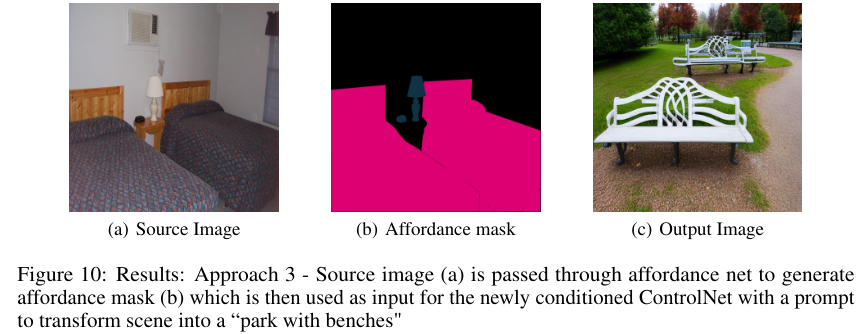 (a) Source Image
(b) Affordance mask
(c) Output Image
Figure 10: Results: Approach 3 - Source image (a) is passed through affordance net to generate
affordance mask (b) which is then used as input for the newly conditioned ControlNet with a prompt
to transform scene into a “park with benches"